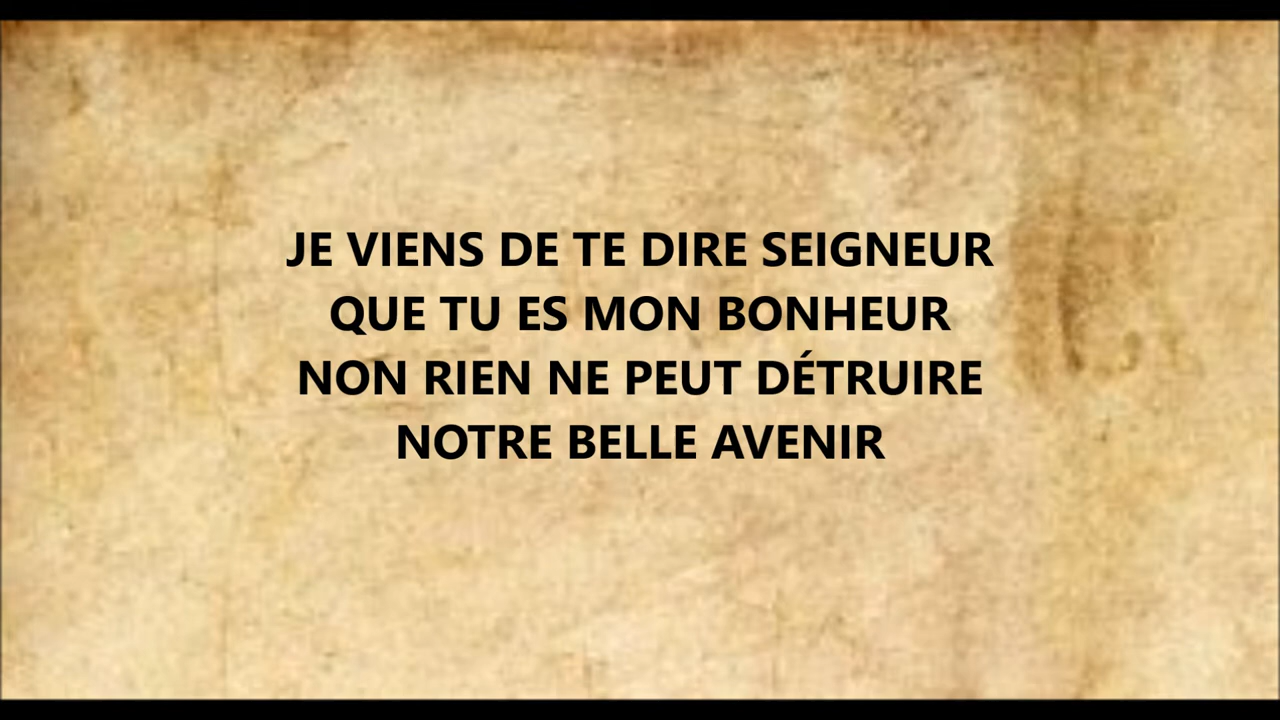 JE VIENS DE TE DIRE SEIGNEUR
QUE TU ES MON BONHEUR
NON RIEN NE PEUT DÉTRUIRE
NOTRE BELLE AVENIR